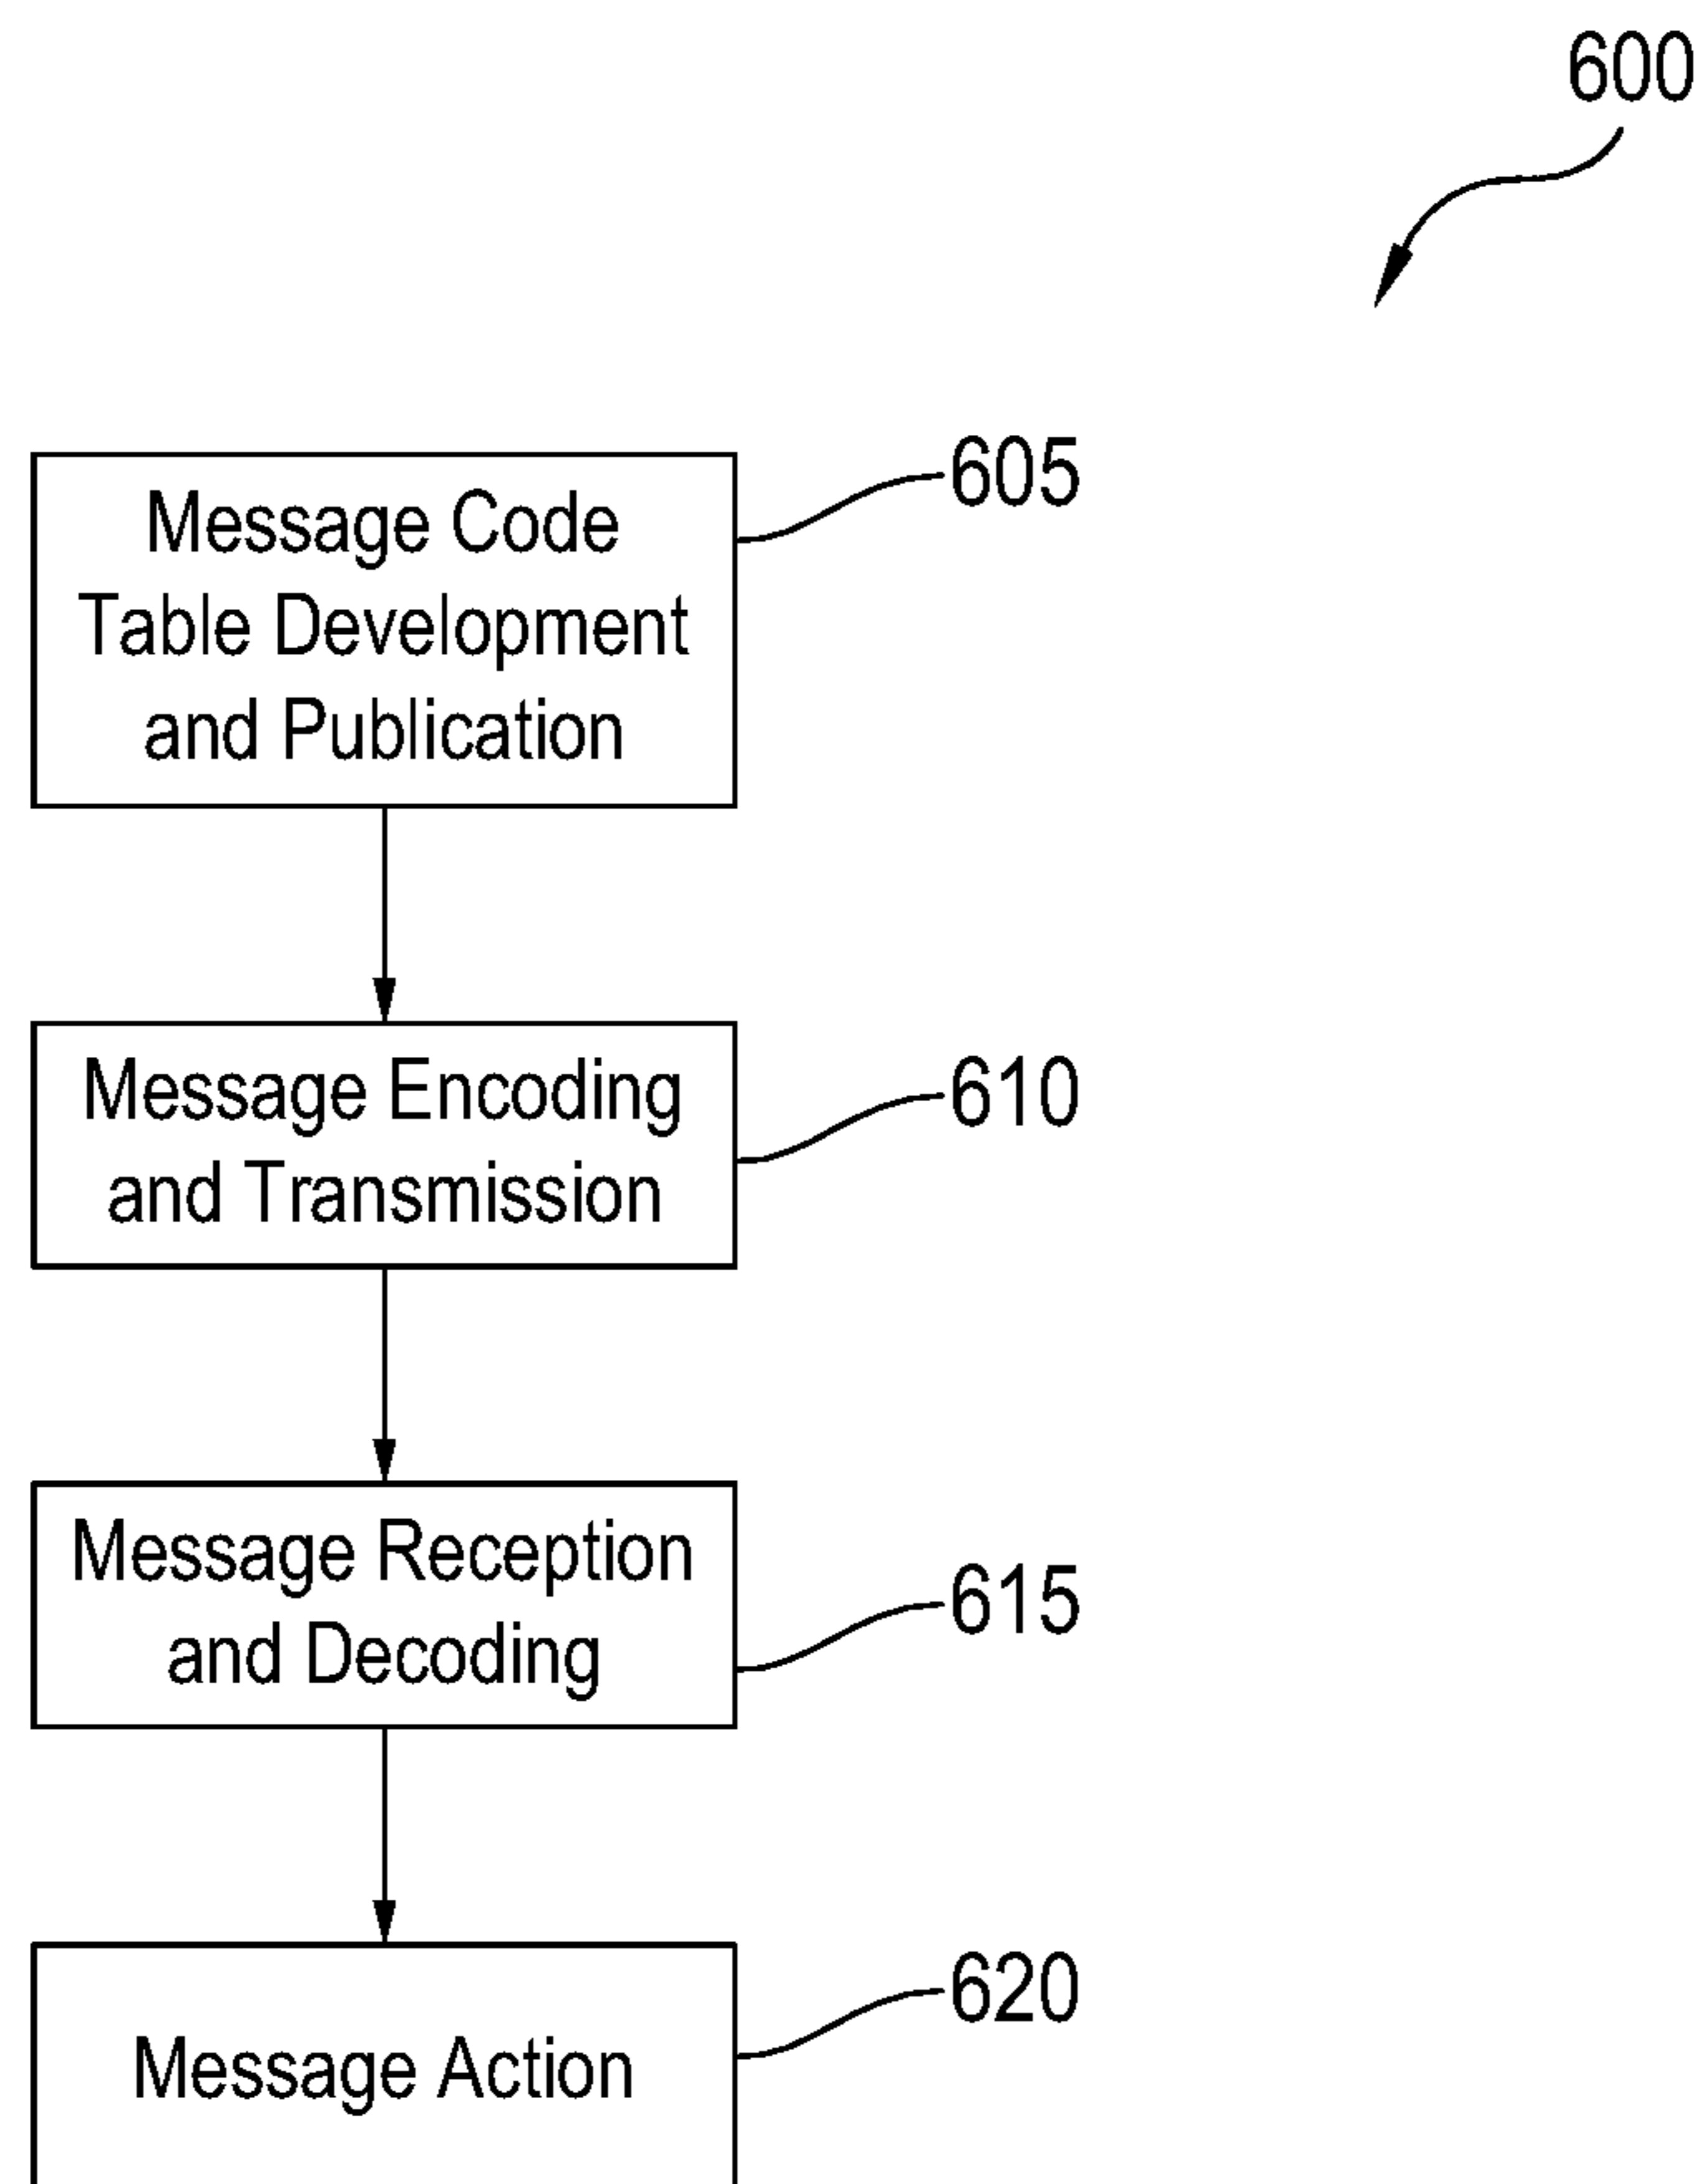 600
Message Code
Table Development
and Publication
605
Message Encoding
and Transmission
610
Message Reception
and Decoding
615
Message Action
620